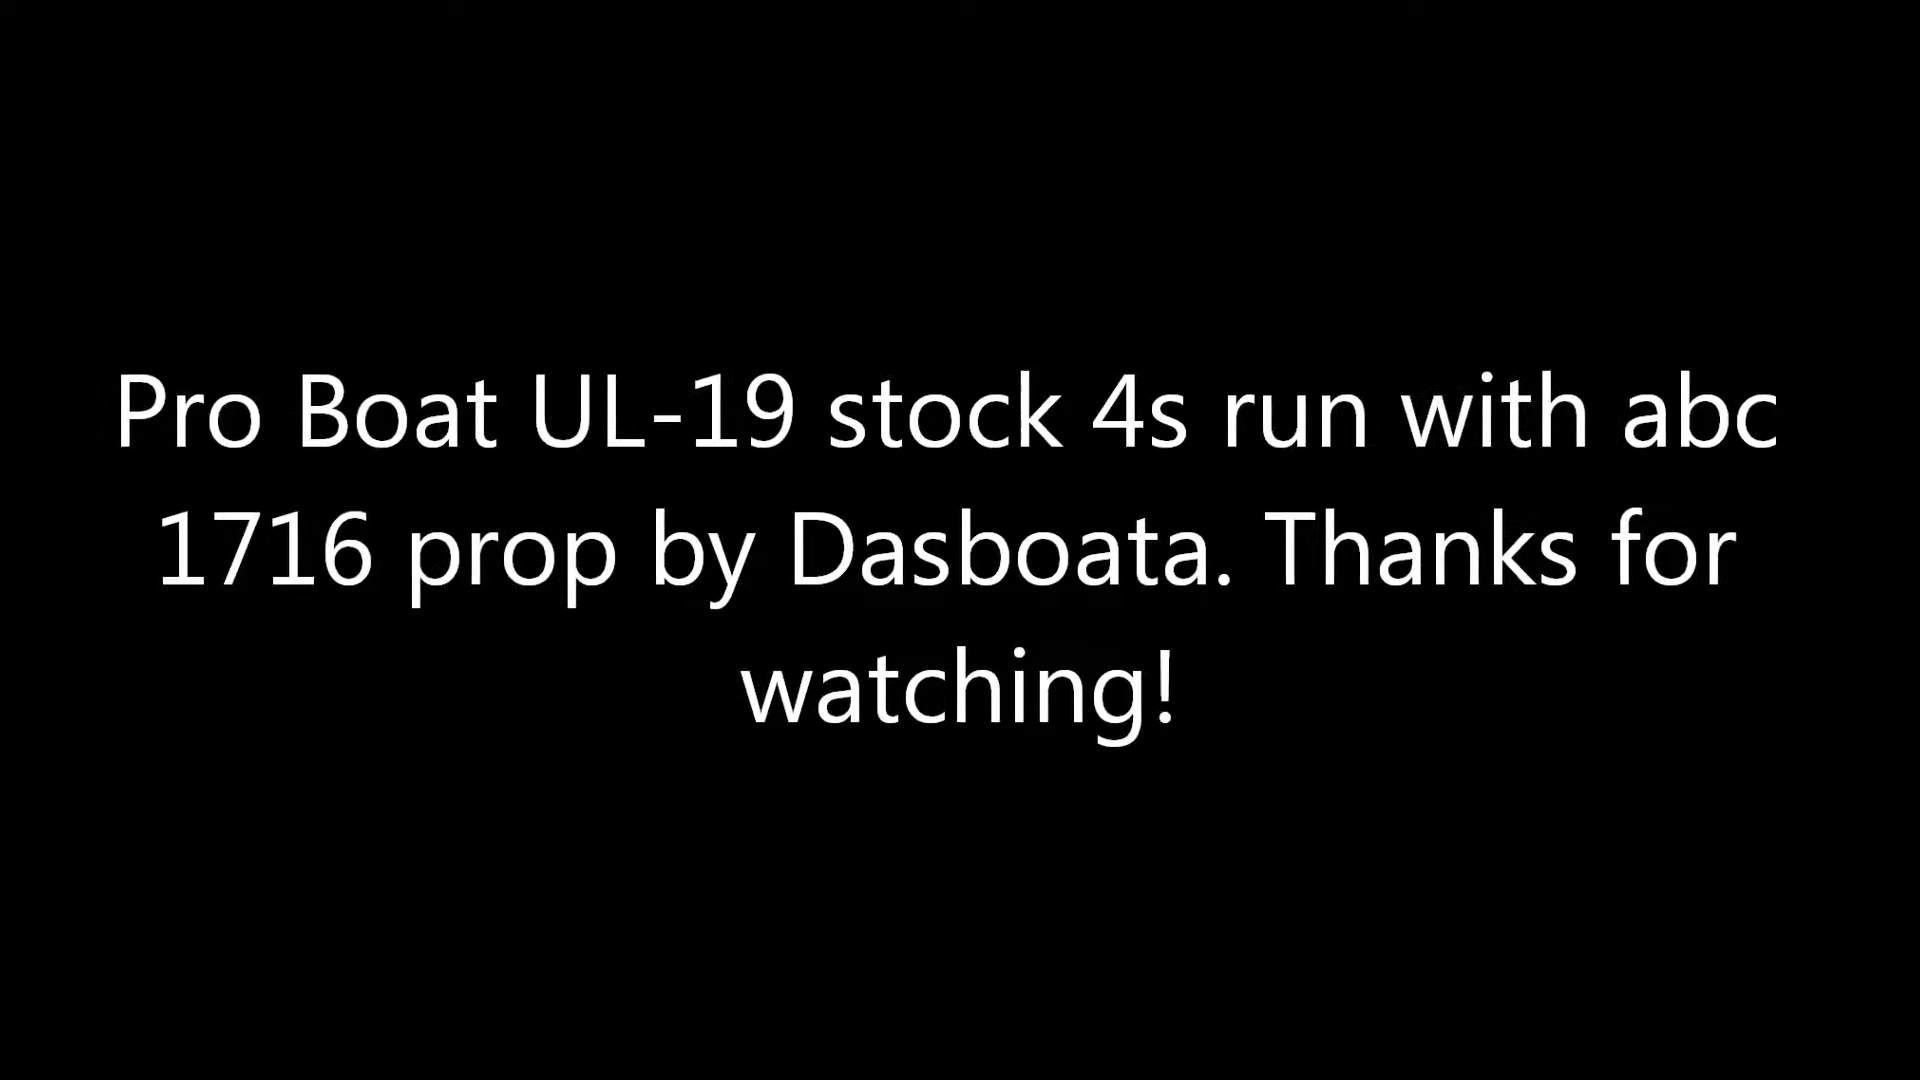 Pro Boat UL-19 stock 4s run with abc
1716 prop by Dasboata. Thanks for
watching!